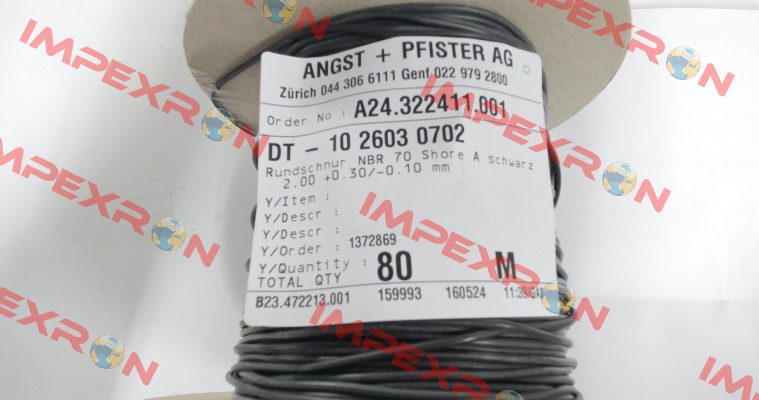 ANGST + PFISTER AG
Zürich 044 306 6111 Genf 022 979 2800
Order No : A24.322411.001
DT - 10 2603 0702
Rundschnur NBR 70 Shore A schwarz
2.00 +0.30/-0.10 mm
Y/Item :
Y/Descr :
Y/Descr :
Y/Order : 1372869
Y/Quantity : 80 M
TOTAL QTY
B23.472213.001 159993 160524 11:39/
IMPEXRON
IMPEXRON
IMPEXRON
IMPEXRON
IMPEXRON
IMPEXRON
IMPEXRON